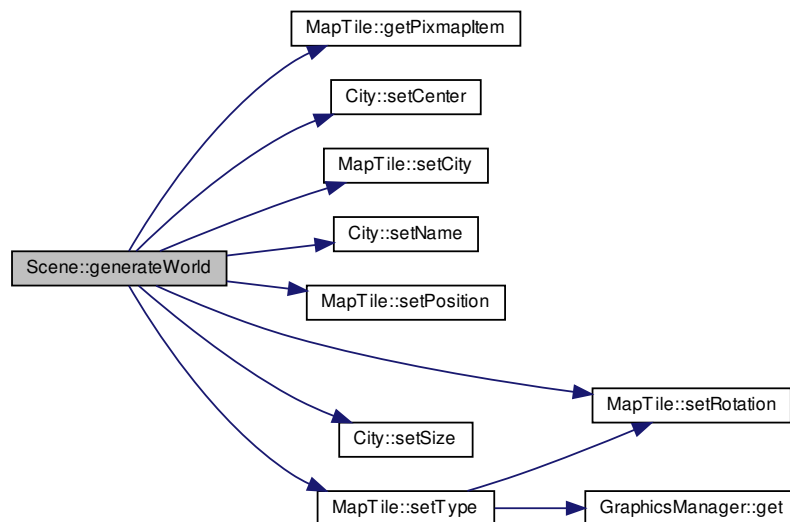 MapTile::getPixmapItem
City::setCenter
MapTile::setCity
City::setName
Scene::generateWorld
MapTile::setPosition
MapTile::setRotation
City::setSize
MapTile::setType
GraphicsManager::get